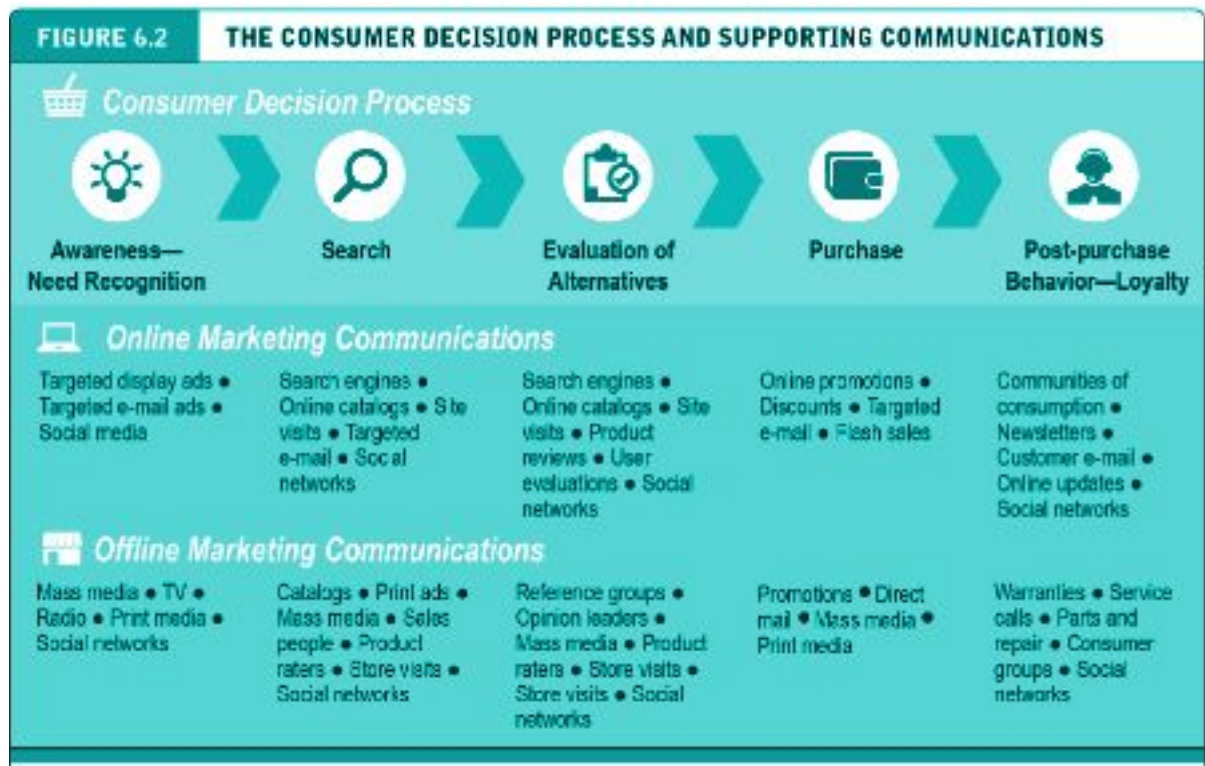 FIGURE 6.2 THE CONSUMER DECISION PROCESS AND SUPPORTING COMMUNICATIONS
Consumer Decision Process
Awareness—
Need Recognition
Search
Evaluation of
Alternatives
Purchase
Post-purchase
Behavior—Loyalty
Online Marketing Communications
Targeted display ads ●
Targeted e-mail ads ●
Social media
Search engines ●
Online catalogs ● Site
visits ● Targeted
e-mail ● Social
networks
Search engines ●
Online catalogs ● Site
visits ● Product
reviews ● User
evaluations ● Social
networks
Online promotions ●
Discounts ● Targeted
e-mail ● Flash sales
Communities of
consumption ●
Newsletters ●
Customer e-mail ●
Online updates ●
Social networks
Offline Marketing Communications
Mass media ● TV ●
Radio ● Print media ●
Social networks
Catalogs ● Print ads ●
Mass media ● Sales
people ● Product
raters ● Store visits ●
Social networks
Reference groups ●
Opinion leaders ●
Mass media ● Product
raters ● Store visits ●
Store visits ● Social
networks
Promotions ● Direct
mail ● Mass media ●
Print media
Warranties ● Service
calls ● Parts and
repair ● Consumer
groups ● Social
networks